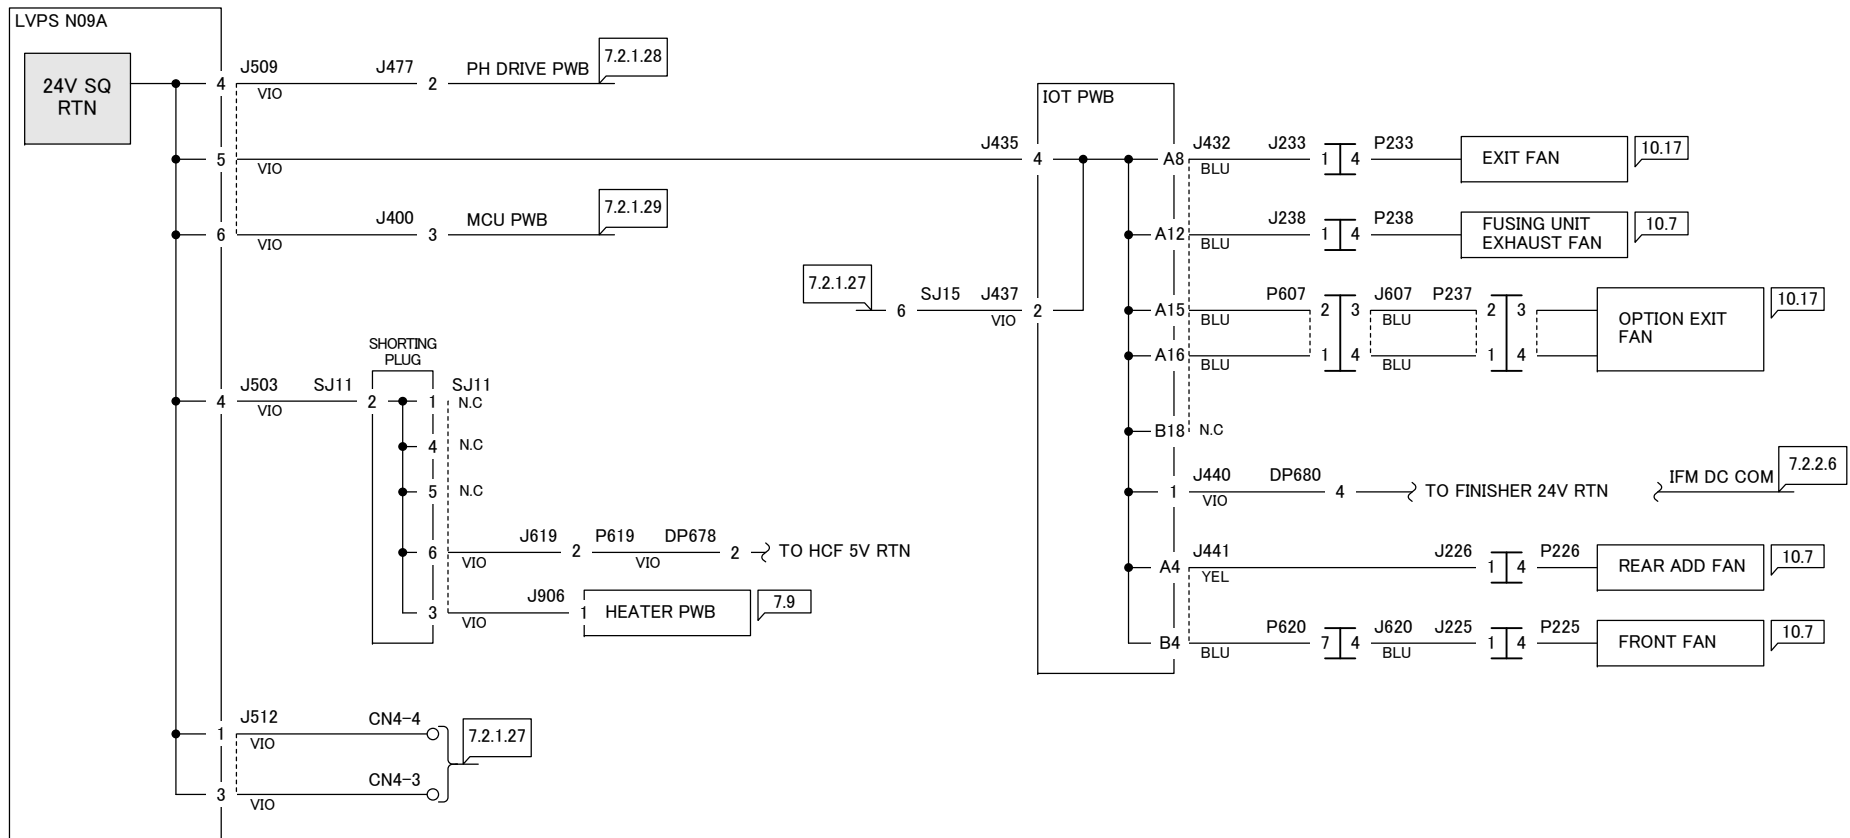 LVPS N09A
24V SQ
RTN
4 J509 J477 2 PH DRIVE PWB 7.2.1.28
VIO
IOT PWB
5 J435 4 A8 J432 J233 1 4 P233 EXIT FAN 10.17
VIO BLU
6 J400 3 MCU PWB 7.2.1.29
VIO
A12 J238 1 4 P238 FUSING UNIT
EXHAUST FAN 10.7
BLU
7.2.1.27 6 SJ15 J437 2
VIO
A15 P607 2 3 J607 P237 2 3
BLU BLU
OPTION EXIT
FAN 10.17
A16 1 4 1 4
BLU BLU
SHORTING
PLUG
4 J503 SJ11 2 1 SJ11
VIO N.C
4 N.C
5 N.C
B18 N.C
1 J440 DP680 4 TO FINISHER 24V RTN IFM DC COM 7.2.2.6
VIO
6 J619 2 P619 DP678 2 TO HCF 5V RTN
VIO VIO
A4 J441 J226 1 4 P226 REAR ADD FAN 10.7
YEL
3 J906 1 HEATER PWB 7.9
VIO
B4 P620 7 4 J620 J225 1 4 P225 FRONT FAN 10.7
BLU BLU
1 J512 CN4-4
VIO
7.2.1.27
3 CN4-3
VIO